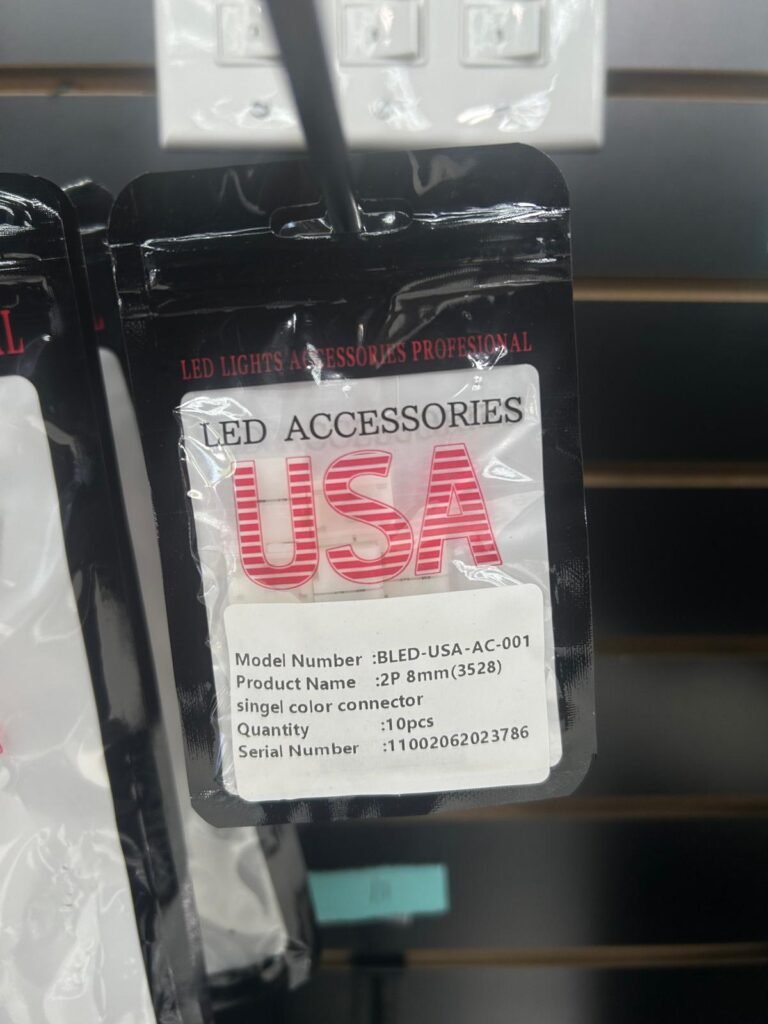 LED LIGHTS ACCESSORIES PROFESIONAL
LED ACCESSORIES
USA
Model Number :BLED-USA-AC-001
Product Name :2P 8mm(3528)
singel color connector
Quantity :10pcs
Serial Number :11002062023786